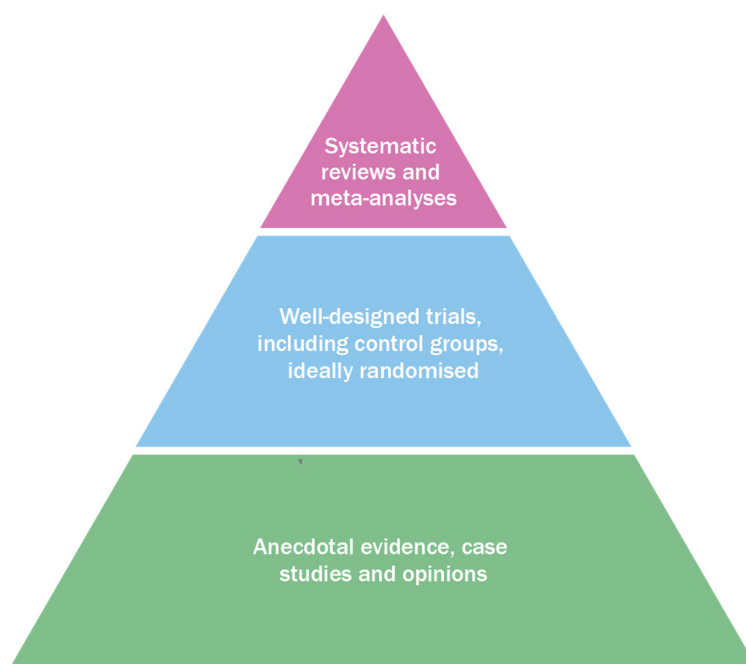 Systematic
reviews and
meta-analyses
Well-designed trials,
including control groups,
ideally randomised
Anecdotal evidence, case
studies and opinions